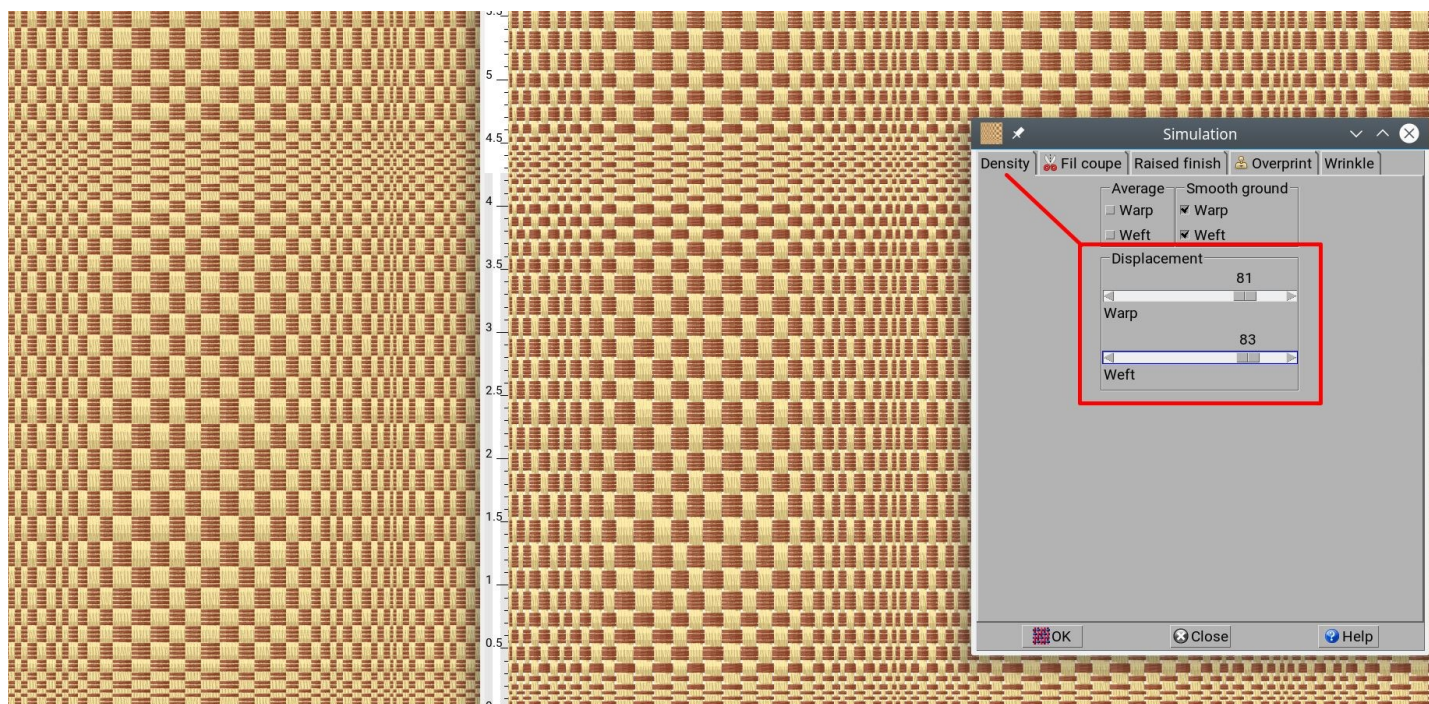 5
4.5
4
3.5
3
2.5
2
1.5
1
0.5
Simulation
Density Fil coupe Raised finish Overprint Wrinkle
Average Smooth ground
Warp Warp
Weft Weft
Displacement
81
Warp
83
Weft
OK Close Help